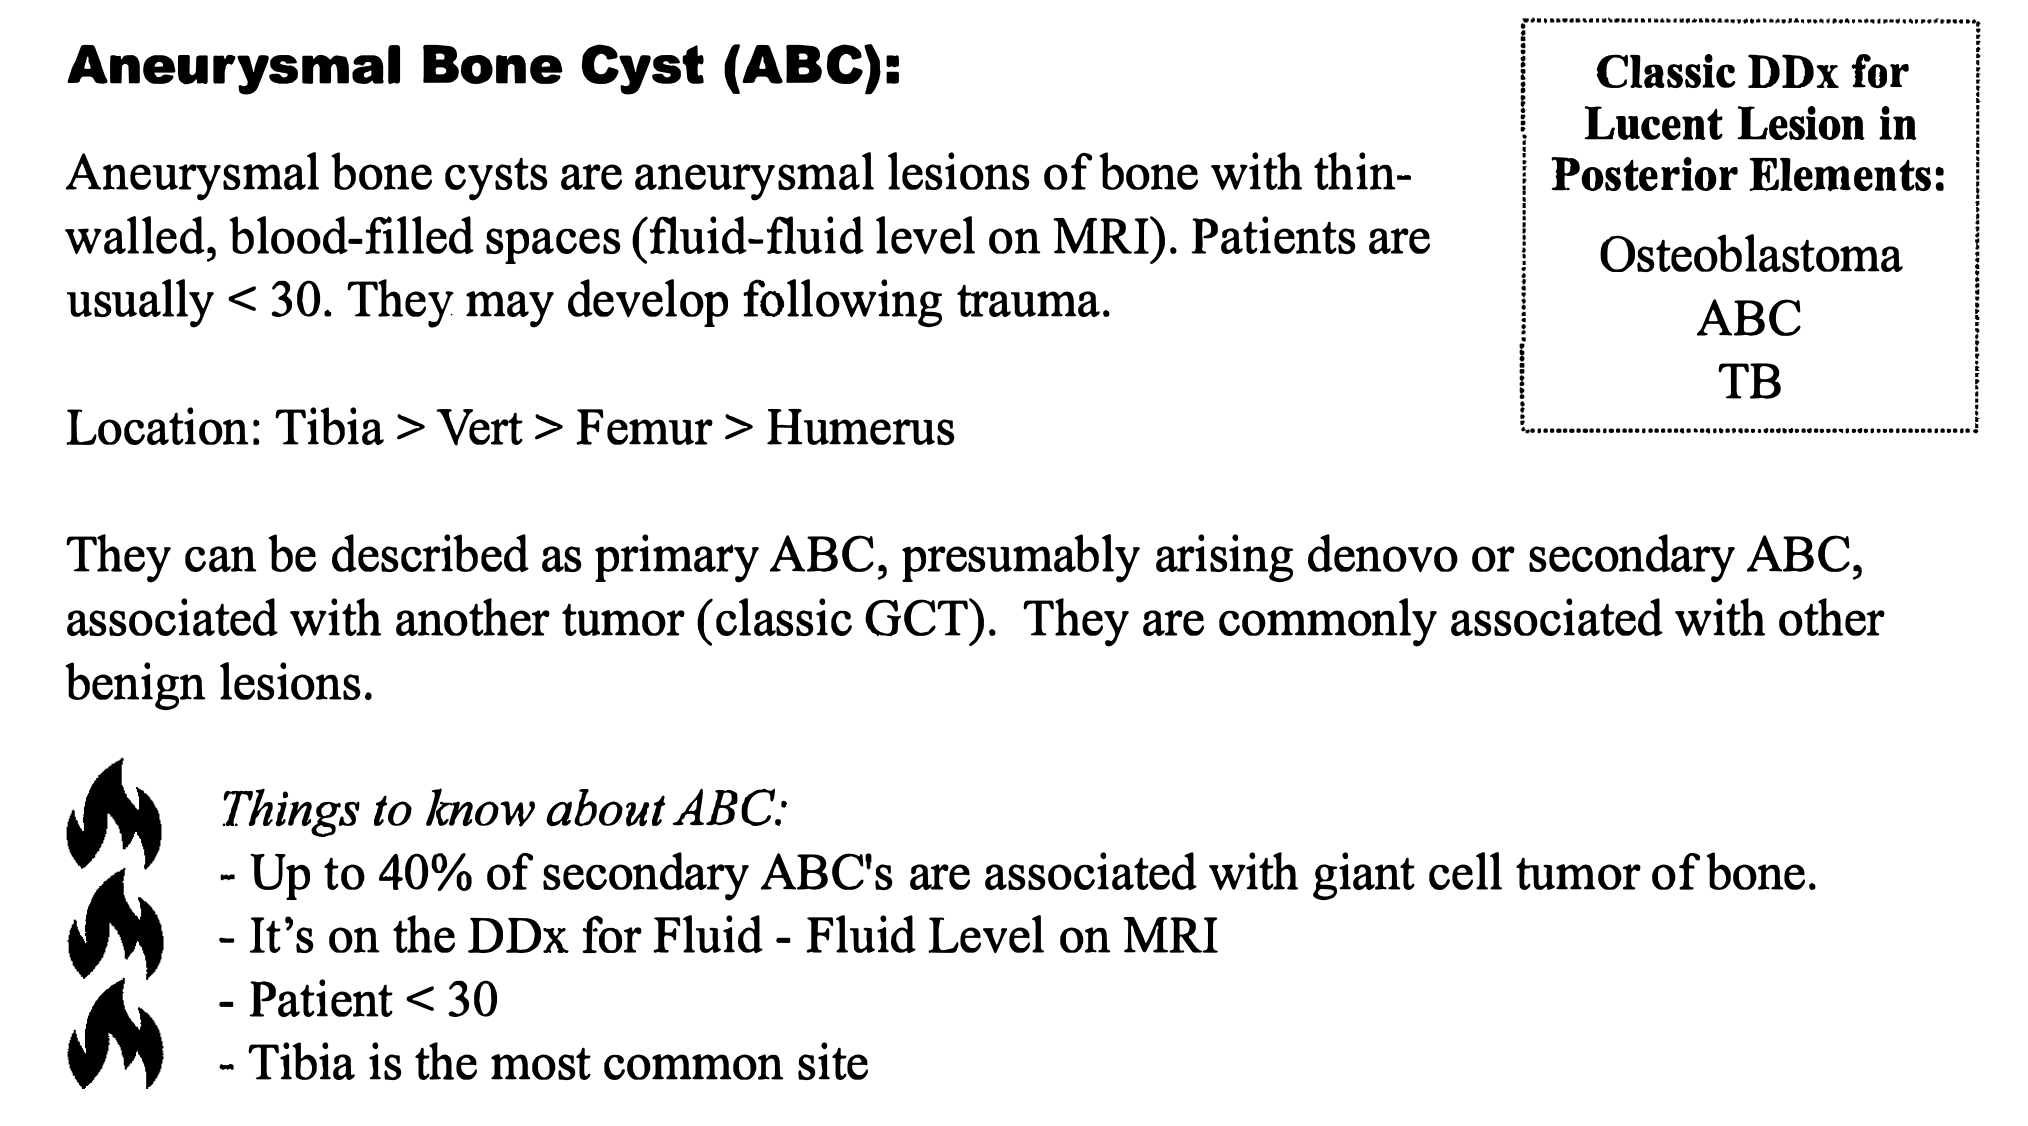 Aneurysmal Bone Cyst (ABC):
Aneurysmal bone cysts are aneurysmal lesions of bone with thin-
walled, blood-filled spaces (fluid-fluid level on MRI). Patients are
usually < 30. They may develop following trauma.
Location: Tibia > Vert > Femur > Humerus
Classic DDx for
Lucent Lesion in
Posterior Elements:
Osteoblastoma
ABC
TB
They can be described as primary ABC, presumably arising denovo or secondary ABC,
associated with another tumor (classic GCT).  They are commonly associated with other
benign lesions.
Things to know about ABC:
- Up to 40% of secondary ABC's are associated with giant cell tumor of bone.
- It’s on the DDx for Fluid - Fluid Level on MRI
- Patient < 30
- Tibia is the most common site